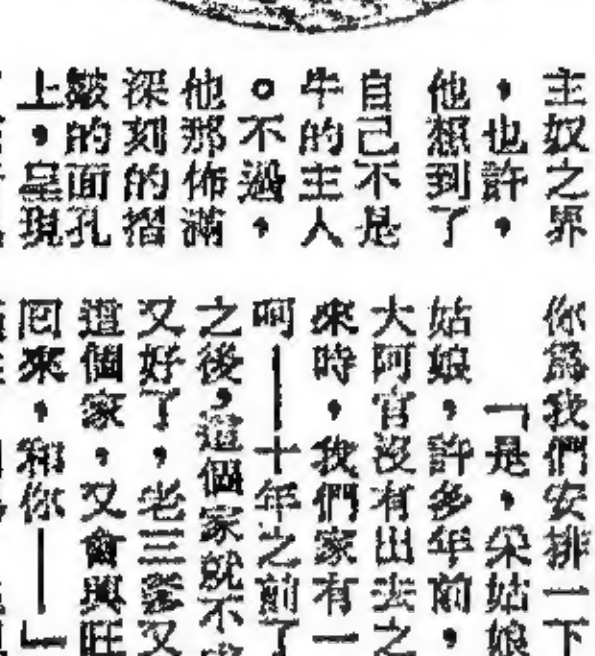 主奴之界
，也許，
他想到了
自己不是
牛的主人
。不過，
他那佈滿
深刻的摺
皺的面孔
上，呈現
你爲我們安排一下
「是，采姑娘
姑娘，許多年前，
大阿官沒有出去之
來時，我們家有一
呵——十年之前了
之後，這個家就不
又好了，老三又
這個家，又會興旺
囘來，和你——」